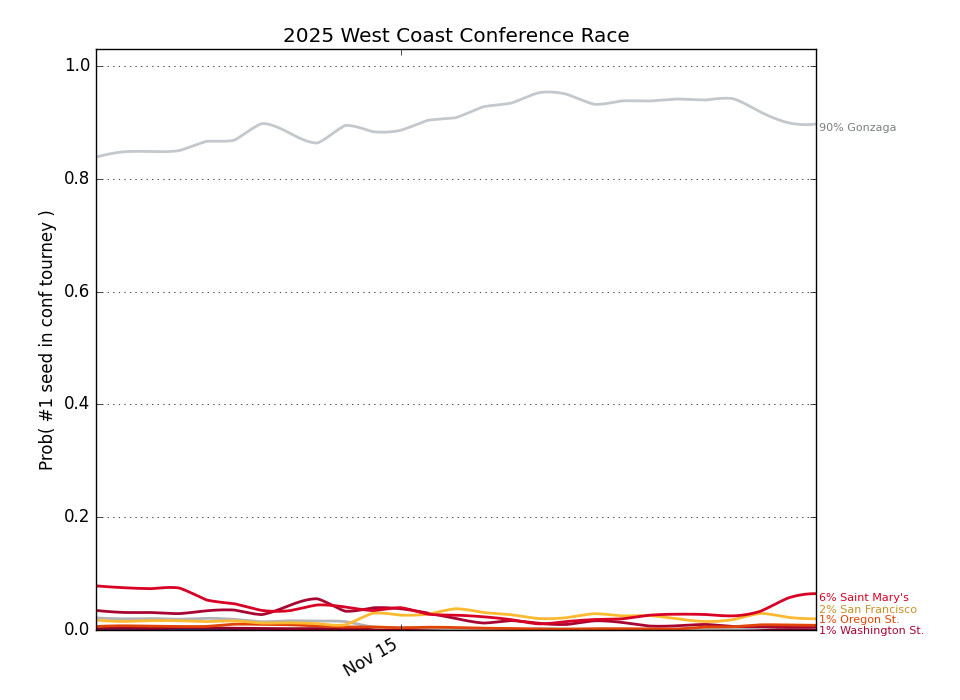 2025 West Coast Conference Race
Prob( #1 seed in conf tourney )
1.0
0.8
0.6
0.4
0.2
0.0
Nov 15
90% Gonzaga
6% Saint Mary's
2% San Francisco
1% Oregon St.
1% Washington St.